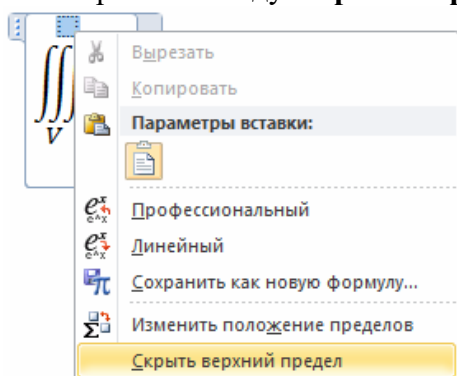 ∭
V
Вырезать
Копировать
Параметры вставки:
Профессиональный
Линейный
Сохранить как новую формулу...
Изменить положение пределов
Скрыть верхний предел